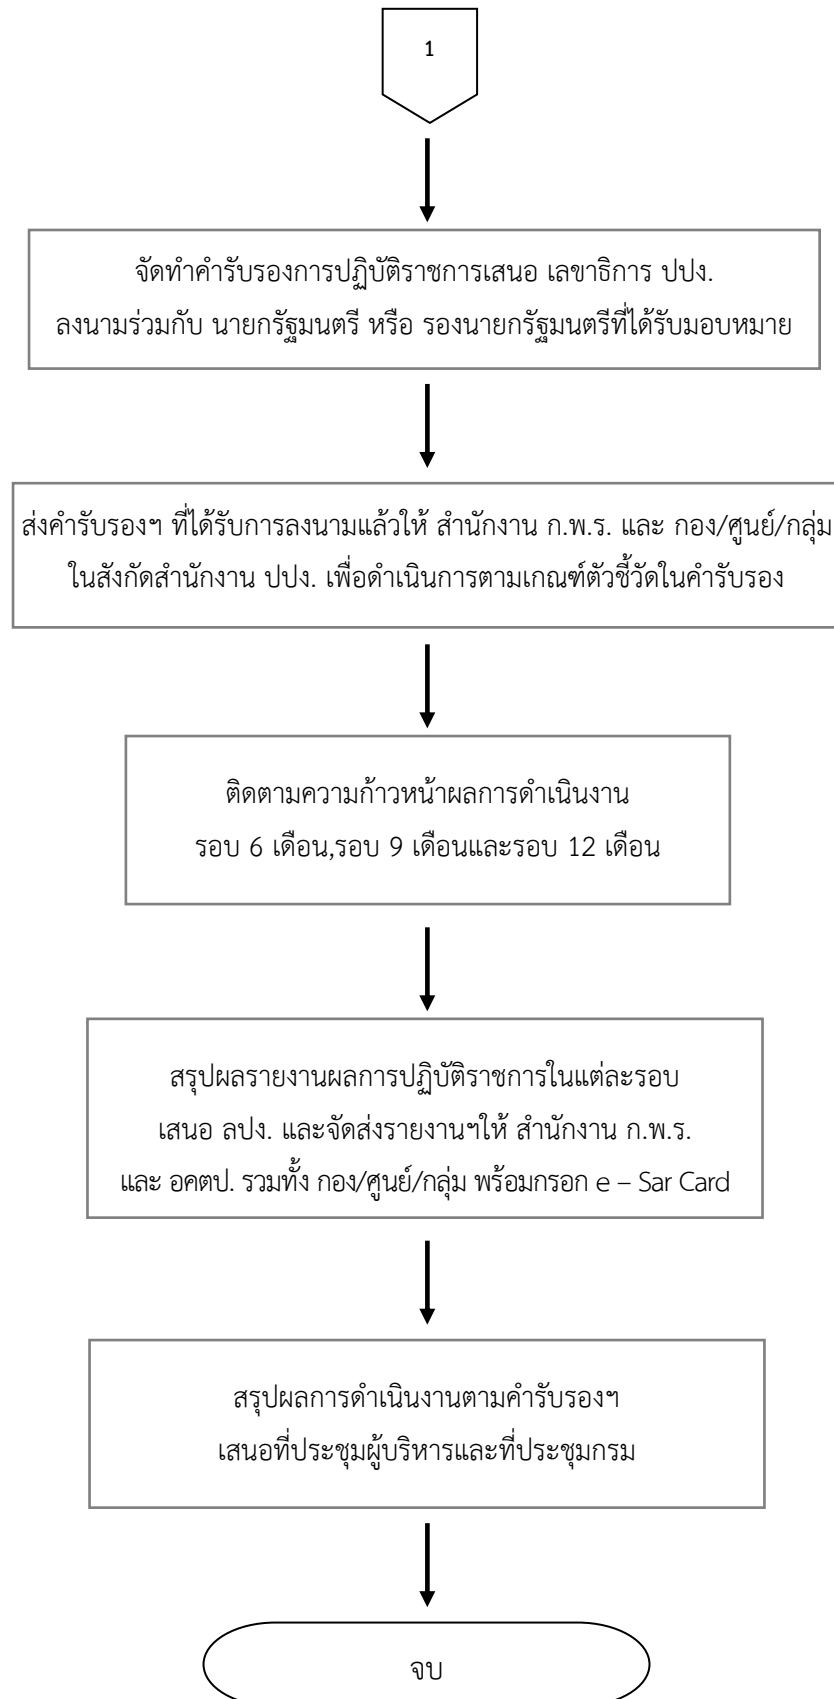 1
จัดทำคำรับรองการปฏิบัติราชการเสนอ เลขาธิการ ปปง.
ลงนามร่วมกับ นายกรัฐมนตรี หรือ รองนายกรัฐมนตรีที่ได้รับมอบหมาย
ส่งคำรับรองฯ ที่ได้รับการลงนามแล้วให้ สำนักงาน ก.พ.ร. และ กอง/ศูนย์/กลุ่ม
ในสังกัดสำนักงาน ปปง. เพื่อดำเนินการตามเกณฑ์ตัวชี้วัดในคำรับรอง
ติดตามความก้าวหน้าผลการดำเนินงาน
รอบ 6 เดือน,รอบ 9 เดือนและรอบ 12 เดือน
สรุปผลรายงานผลการปฏิบัติราชการในแต่ละรอบ
เสนอ ลปง. และจัดส่งรายงานฯให้ สำนักงาน ก.พ.ร.
และ อคตป. รวมทั้ง กอง/ศูนย์/กลุ่ม พร้อมกรอก e – Sar Card
สรุปผลการดำเนินงานตามคำรับรองฯ
เสนอที่ประชุมผู้บริหารและที่ประชุมกรม
จบ